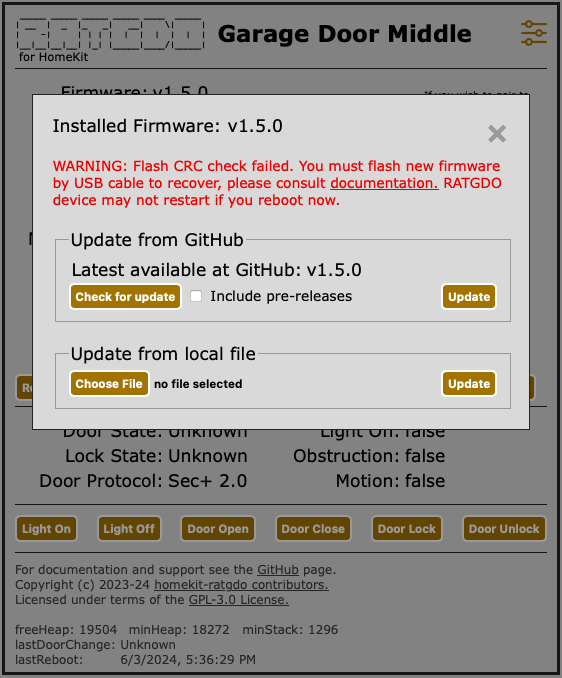 RATGDO
Garage Door Middle
for HomeKit
Firmware: v1.5.0
Installed Firmware: v1.5.0
WARNING: Flash CRC check failed. You must flash new firmware
by USB cable to recover, please consult documentation. RATGDO
device may not restart if you reboot now.
Update from GitHub
Latest available at GitHub: v1.5.0
Check for update Include pre-releases Update
Update from local file
Choose File no file selected Update
Door State: Unknown Light On: false
Lock State: Unknown Obstruction: false
Door Protocol: Sec+ 2.0 Motion: false
Light On Light Off Door Open Door Close Door Lock Door Unlock
For documentation and support see the GitHub page.
Copyright (c) 2023-24 homekit-ratgdo contributors.
Licensed under terms of the GPL-3.0 License.
freeHeap: 19504 minHeap: 18272 minStack: 1296
lastDoorChange: Unknown
lastReboot: 6/3/2024, 5:36:29 PM